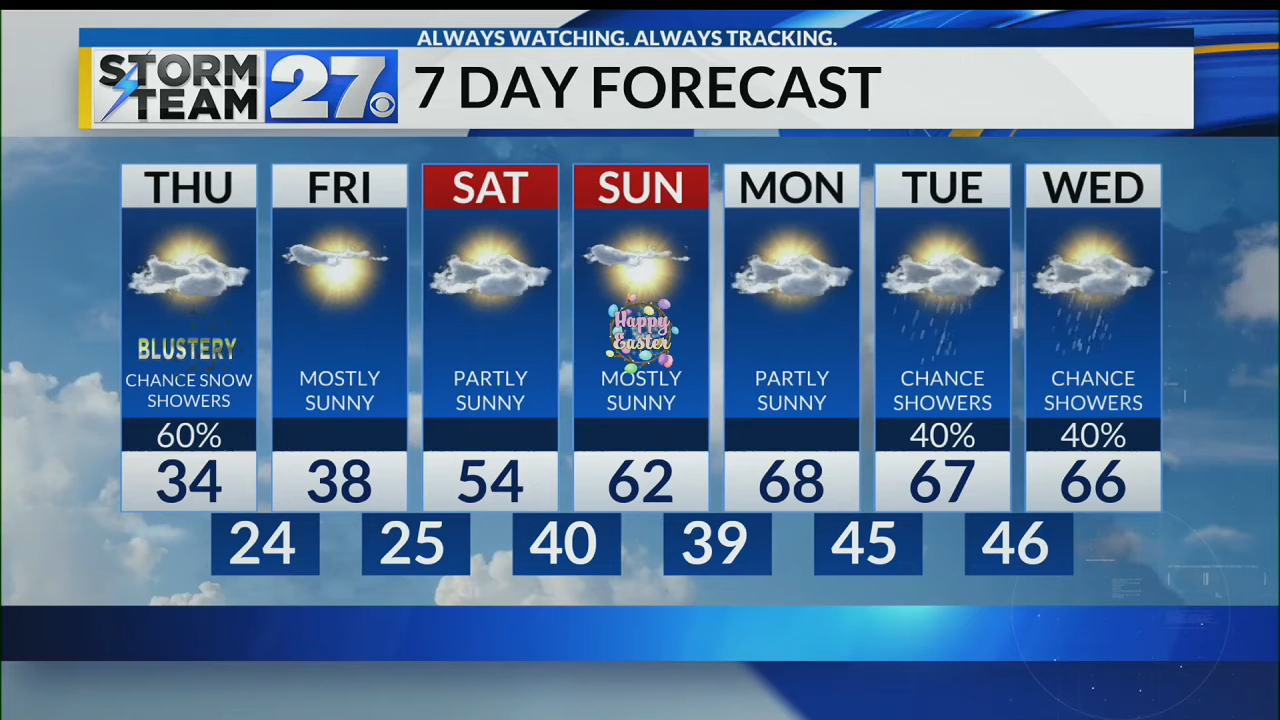 ALWAYS WATCHING. ALWAYS TRACKING.
STORM
TEAM
27
7 DAY FORECAST
THU
FRI
SAT
SUN
MON
TUE
WED
Happy
Easter
BLUSTERY
CHANCE SNOW
SHOWERS
MOSTLY
SUNNY
PARTLY
SUNNY
MOSTLY
SUNNY
PARTLY
SUNNY
CHANCE
SHOWERS
CHANCE
SHOWERS
60%
40%
40%
34
38
54
62
68
67
66
24
25
40
39
45
46